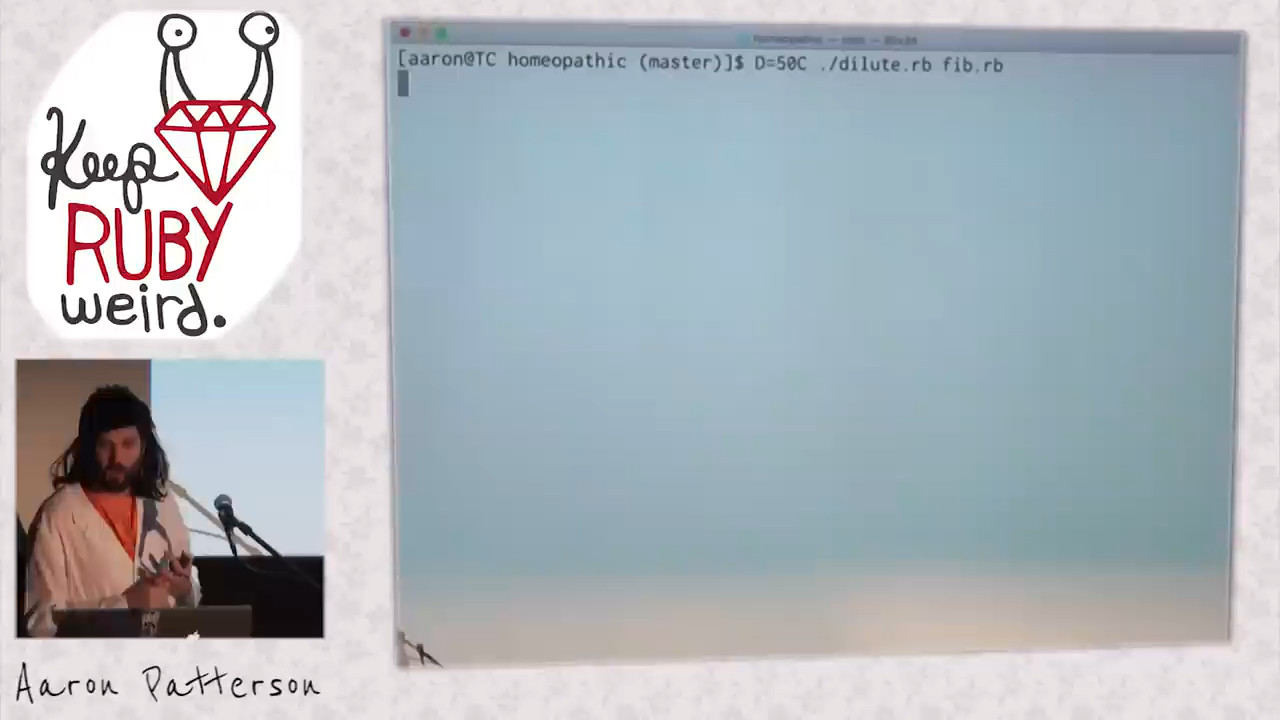 Keep
RUBY
weird.
[aaron@TC homeopathic (master)]$ D=50C ./dilute.rb fib.rb
Aaron Patterson